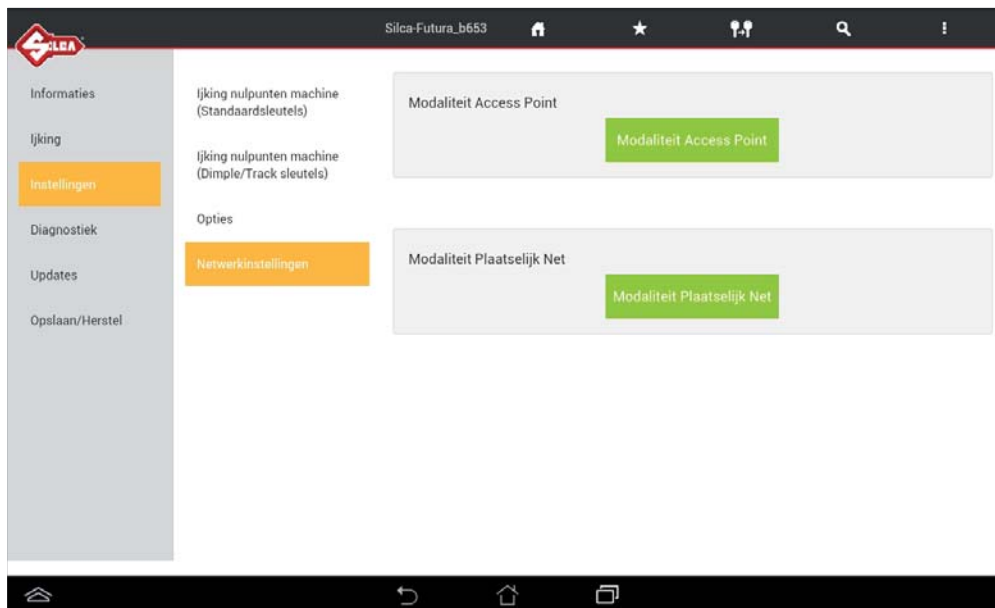 Silca-Futura_b653
SILCA
Informaties
Ijking
Instellingen
Diagnostiek
Updates
Opslaan/Herstel
Ijking nulpunten machine
(Standaardsleutels)
Ijking nulpunten machine
(Dimple/Track sleutels)
Opties
Netwerkinstellingen
Modaliteit Access Point
Modaliteit Access Point
Modaliteit Plaatselijk Net
Modaliteit Plaatselijk Net